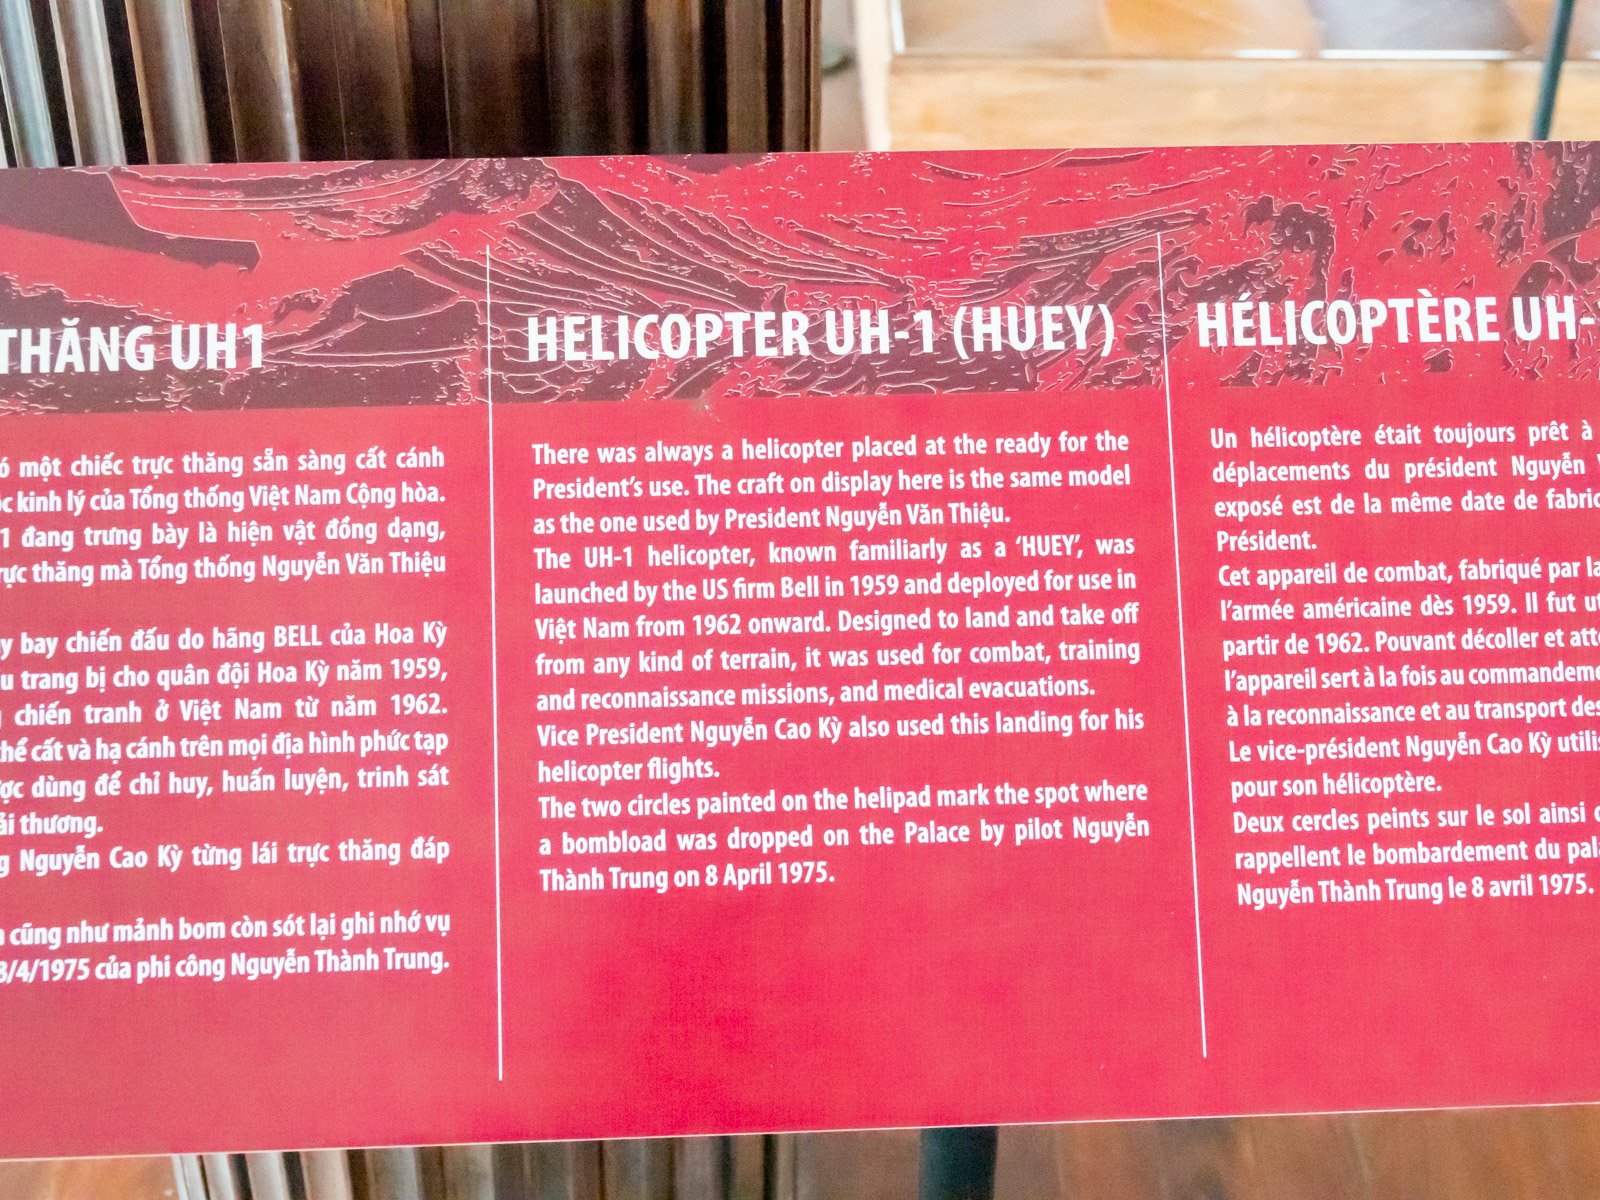 THĂNG UH1
một chiếc trực thăng sẵn sàng cất cánh
kinh lý của Tổng thống Việt Nam Cộng hòa.
1 đang trưng bày là hiện vật đồng dạng,
thăng mà Tổng thống Nguyễn Văn Thiệu
bay chiến đấu do hãng BELL của Hoa Kỳ
trang bị cho quân đội Hoa Kỳ năm 1959,
chiến tranh ở Việt Nam từ năm 1962.
cất và hạ cánh trên mọi địa hình phức tạp
dùng để chỉ huy, huấn luyện, trinh sát
thương.
Nguyễn Cao Kỳ từng lái trực thăng đáp
cũng như mảnh bom còn sót lại ghi nhớ vụ
8/4/1975 của phi công Nguyễn Thành Trung.
HELICOPTER UH-1 (HUEY)
There was always a helicopter placed at the ready for the
President's use. The craft on display here is the same model
as the one used by President Nguyễn Văn Thiệu.
The UH-1 helicopter, known familiarly as a ‘HUEY’, was
launched by the US firm Bell in 1959 and deployed for use in
Việt Nam from 1962 onward. Designed to land and take off
from any kind of terrain, it was used for combat, training
and reconnaissance missions, and medical evacuations.
Vice President Nguyễn Cao Kỳ also used this landing for his
helicopter flights.
The two circles painted on the helipad mark the spot where
a bombload was dropped on the Palace by pilot Nguyễn
Thành Trung on 8 April 1975.
HÉLICOPTÈRE UH-
Un hélicoptère était toujours prêt à
déplacements du président Nguyễn
exposé est de la même date de
Président.
Cet appareil de combat, fabriqué par
l'armée américaine dès 1959. Il fut
partir de 1962. Pouvant décoller et
l'appareil sert à la fois au
à la reconnaissance et au transport
Le vice-président Nguyễn Cao Kỳ
pour son hélicoptère.
Deux cercles peints sur le sol ainsi
rappellent le bombardement du
Nguyễn Thành Trung le 8 avril 1975.